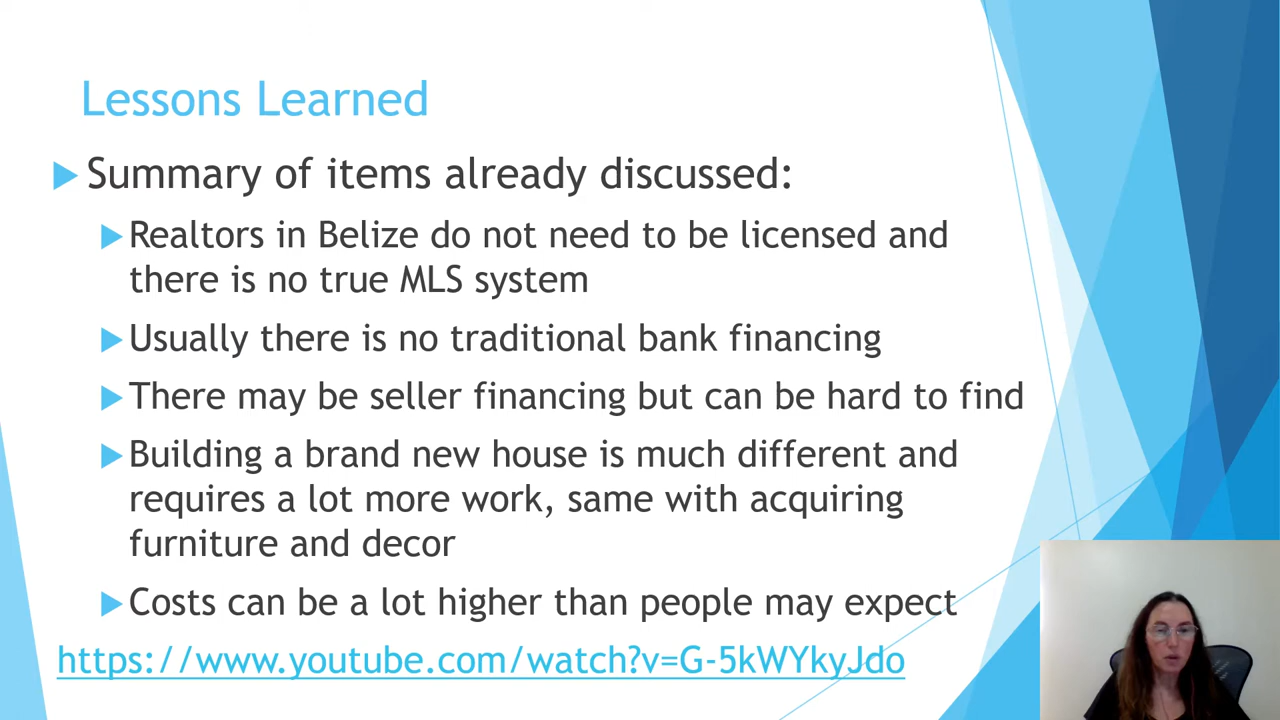 Lessons Learned
Summary of items already discussed:
Realtors in Belize do not need to be licensed and
there is no true MLS system
Usually there is no traditional bank financing
There may be seller financing but can be hard to find
Building a brand new house is much different and
requires a lot more work, same with acquiring
furniture and decor
Costs can be a lot higher than people may expect
https://www.youtube.com/watch?v=G-5kWYkyJdo